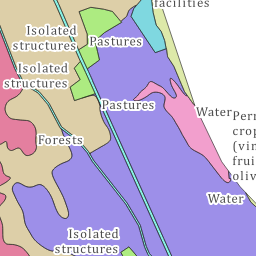 facilities
Isolated
structures
Pastures
Isolated
structures
Pastures
Water
Forests
Water
Isolated
structures